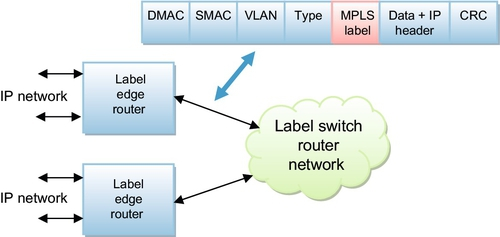 DMAC SMAC VLAN Type MPLS label Data + IP header CRC
IP network
Label
edge
router
Label switch
router
network
IP network
Label
edge
router